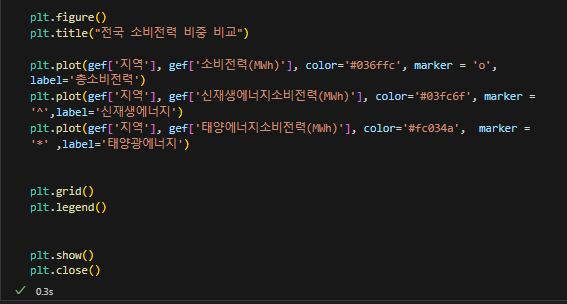 plt.figure()
plt.title("전국 소비전력 비중 비교")
plt.plot(gef['지역'], gef['소비전력(MWh)'], color='#036ffc', marker = 'o',
label='총소비전력')
plt.plot(gef['지역'], gef['신재생에너지소비전력(MWh)'], color='#03fc6f', marker =
'^',label='신재생에너지')
plt.plot(gef['지역'], gef['태양에너지소비전력(MWh)'], color='#fc034a',  marker =
'*' ,label='태양광에너지')
plt.grid()
plt.legend()
plt.show()
plt.close()
0.3s